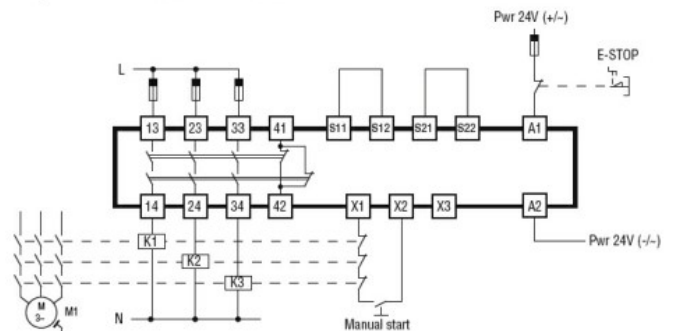 Pwr 24V (+/~)
E-STOP
L
13 23 33 41 S11 S12 S21 S22 A1
14 24 34 42 X1 X2 X3 A2
K1
K2
K3
Pwr 24V (-/~)
M
3~
M1
N
Manual start